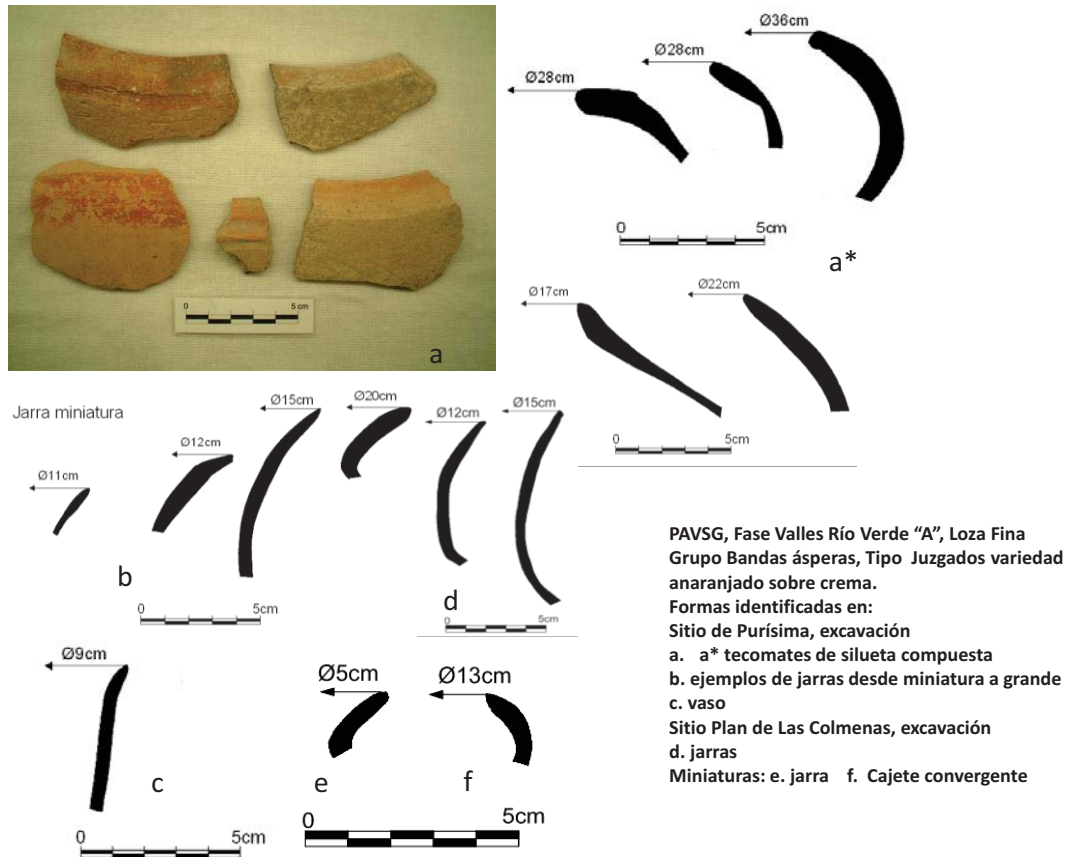 0 5cm
a
Ø28cm
Ø28cm
Ø36cm
0 5cm
a*
Ø17cm
Ø22cm
0 5cm
Jarra miniatura
Ø11cm
Ø12cm
Ø15cm
Ø20cm
b
0 5cm
Ø12cm
Ø15cm
d
0 5cm
Ø9cm
c
0 5cm
Ø5cm
Ø13cm
e f
0 5cm
PAVSG, Fase Valles Río Verde “A”, Loza Fina
Grupo Bandas ásperas, Tipo Juzgados variedad
anaranjado sobre crema.
Formas identificadas en:
Sitio de Purísima, excavación
a. a* tecomates de silueta compuesta
b. ejemplos de jarras desde miniatura a grande
c. vaso
Sitio Plan de Las Colmenas, excavación
d. jarras
Miniaturas: e. jarra f. Cajete convergente